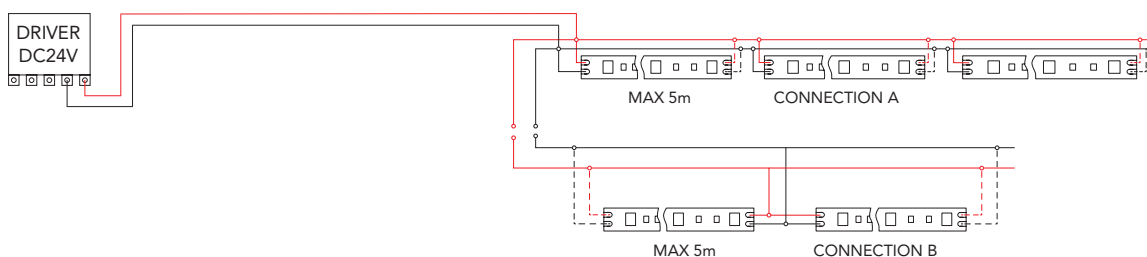 DRIVER
DC24V
MAX 5m
CONNECTION A
MAX 5m
CONNECTION B